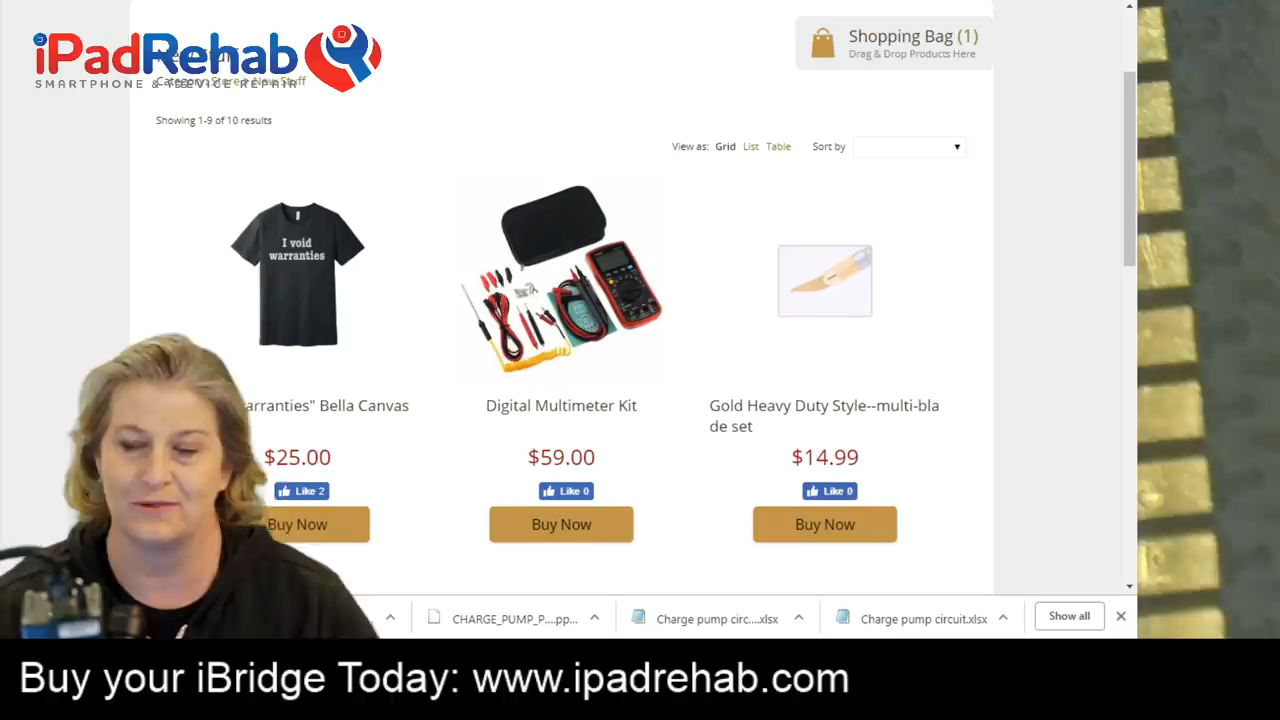 iPadRehab
SMARTPHONE & DEVICE REPAIR
Category: Store > New Stuff
Shopping Bag (1)
Drag & Drop Products Here
Showing 1-9 of 10 results
View as: Grid List Table Sort by
I void
warranties
arranties" Bella Canvas
Digital Multimeter Kit
Gold Heavy Duty Style--multi-bla
de set
$25.00
$59.00
$14.99
Like 2
Like 0
Like 0
Buy Now
Buy Now
Buy Now
CHARGE_PUMP_P....pp...
Charge pump circ....xlsx
Charge pump circuit.xlsx
Show all
Buy your iBridge Today: www.ipadrehab.com